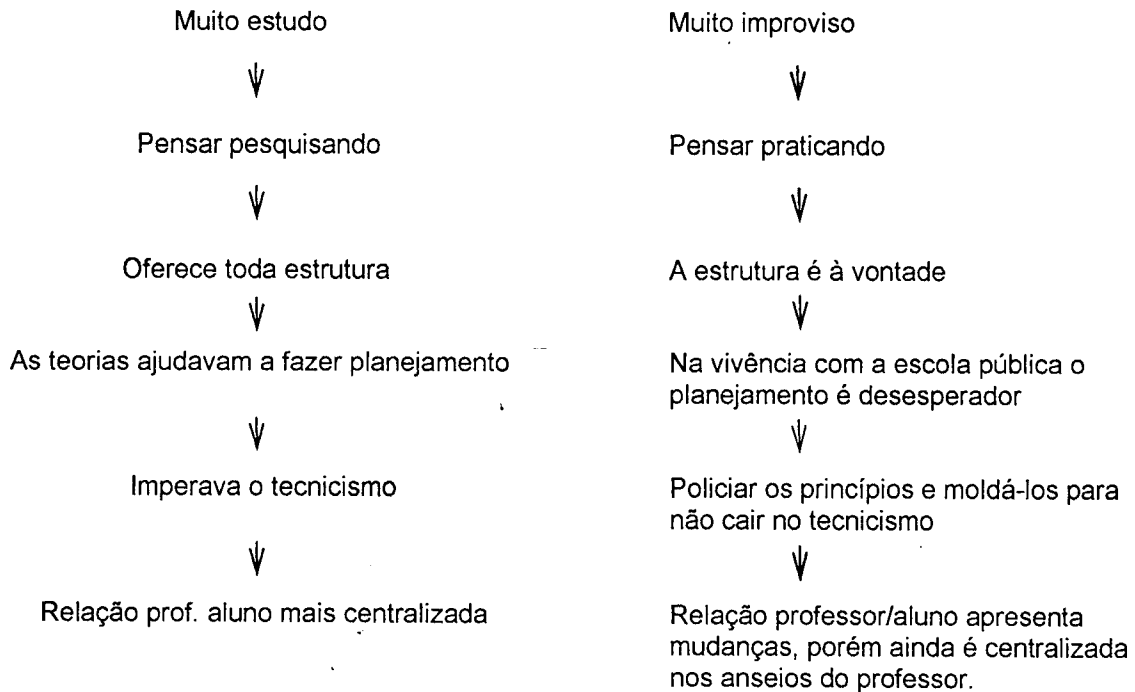 Muito estudo
Pensar pesquisando
Oferece toda estrutura
As teorias ajudavam a fazer planejamento
Imperava o tecnicismo
Relação prof. aluno mais centralizada
Muito improviso
Pensar praticando
A estrutura é à vontade
Na vivência com a escola pública o
planejamento é desesperador
Policiar os princípios e moldá-los para
não cair no tecnicismo
Relação professor/aluno apresenta
mudanças, porém ainda é centralizada
nos anseios do professor.